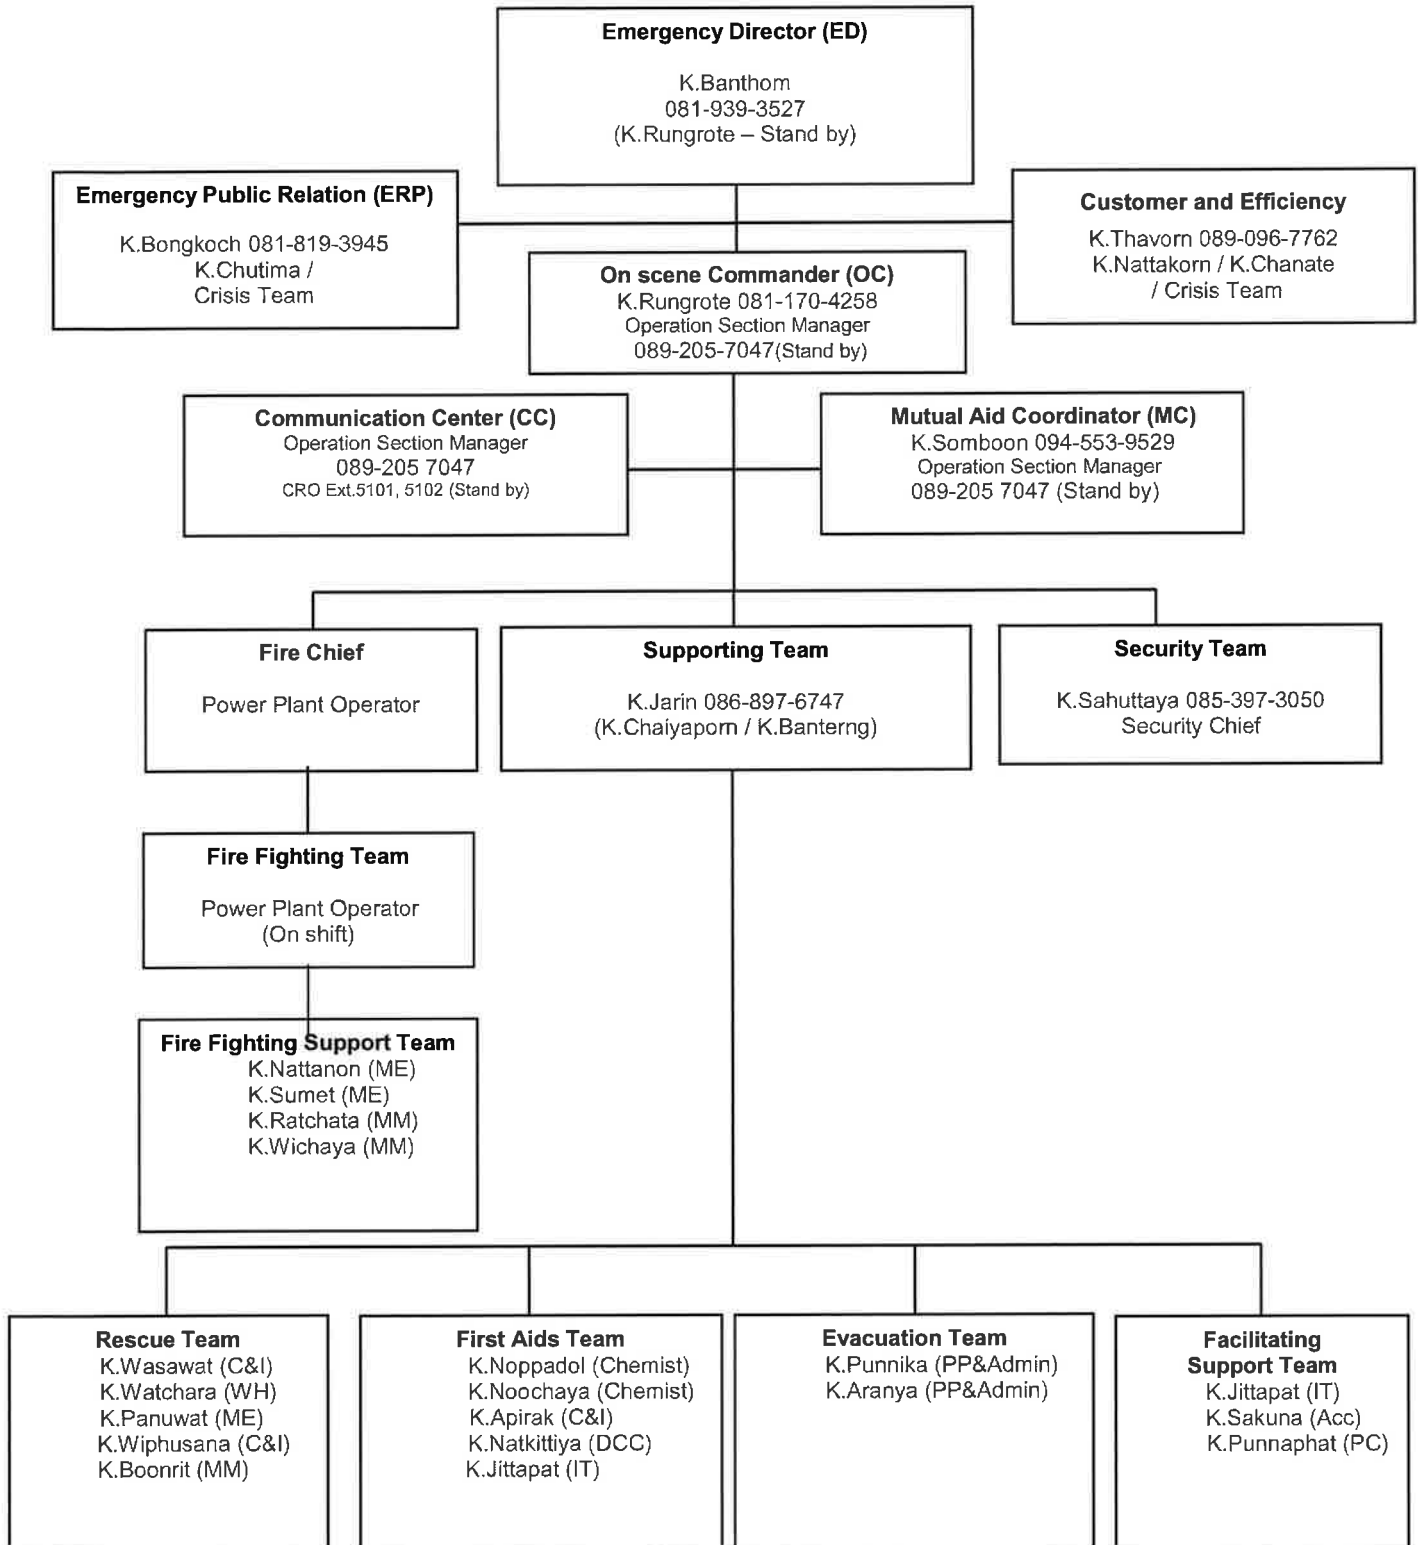 Emergency Director (ED)
K.Banthom
081-939-3527
(K.Rungrote – Stand by)
Emergency Public Relation (ERP)
K.Bongkoch 081-819-3945
K.Chutima /
Crisis Team
Customer and Efficiency
K.Thavorn 089-096-7762
K.Nattakorn / K.Chanate
/ Crisis Team
On scene Commander (OC)
K.Rungrote 081-170-4258
Operation Section Manager
089-205-7047(Stand by)
Communication Center (CC)
Operation Section Manager
089-205 7047
CRO Ext.5101, 5102 (Stand by)
Mutual Aid Coordinator (MC)
K.Somboon 094-553-9529
Operation Section Manager
089-205 7047 (Stand by)
Fire Chief
Power Plant Operator
Supporting Team
K.Jarin 086-897-6747
(K.Chaiyaporn / K.Banterng)
Security Team
K.Sahuttaya 085-397-3050
Security Chief
Fire Fighting Team
Power Plant Operator
(On shift)
Fire Fighting Support Team
K.Nattanon (ME)
K.Sumet (ME)
K.Ratchata (MM)
K.Wichaya (MM)
Rescue Team
K.Wasawat (C&I)
K.Watchara (WH)
K.Panuwat (ME)
K.Wiphusana (C&I)
K.Boonrit (MM)
First Aids Team
K.Noppadol (Chemist)
K.Noochaya (Chemist)
K.Apirak (C&I)
K.Natkittiya (DCC)
K.Jittapat (IT)
Evacuation Team
K.Punnika (PP&Admin)
K.Aranya (PP&Admin)
Facilitating
Support Team
K.Jittapat (IT)
K.Sakuna (Acc)
K.Punnaphat (PC)